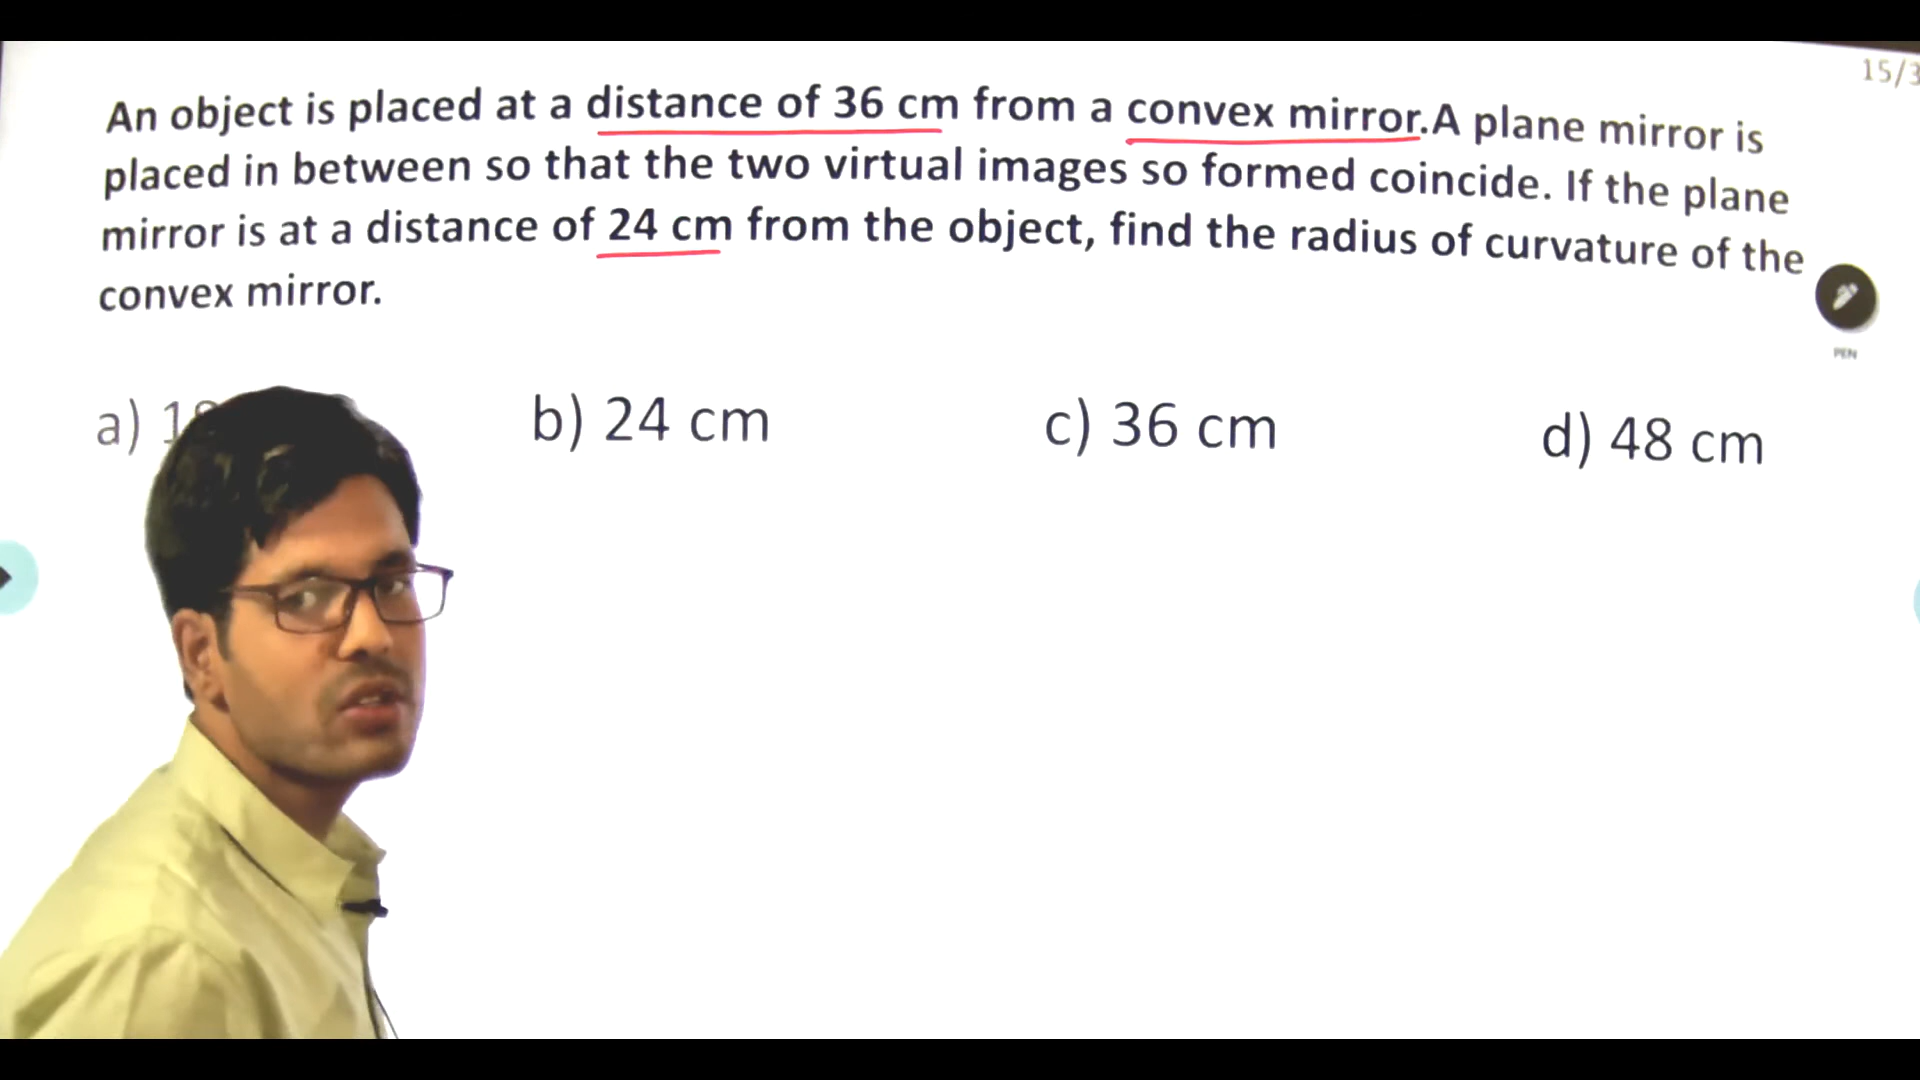 15/3
An object is placed at a distance of 36 cm from a convex mirror.A plane mirror is
placed in between so that the two virtual images so formed coincide. If the plane
mirror is at a distance of 24 cm from the object, find the radius of curvature of the
convex mirror.
PEN
a)
b) 24 cm
c) 36 cm
d) 48 cm